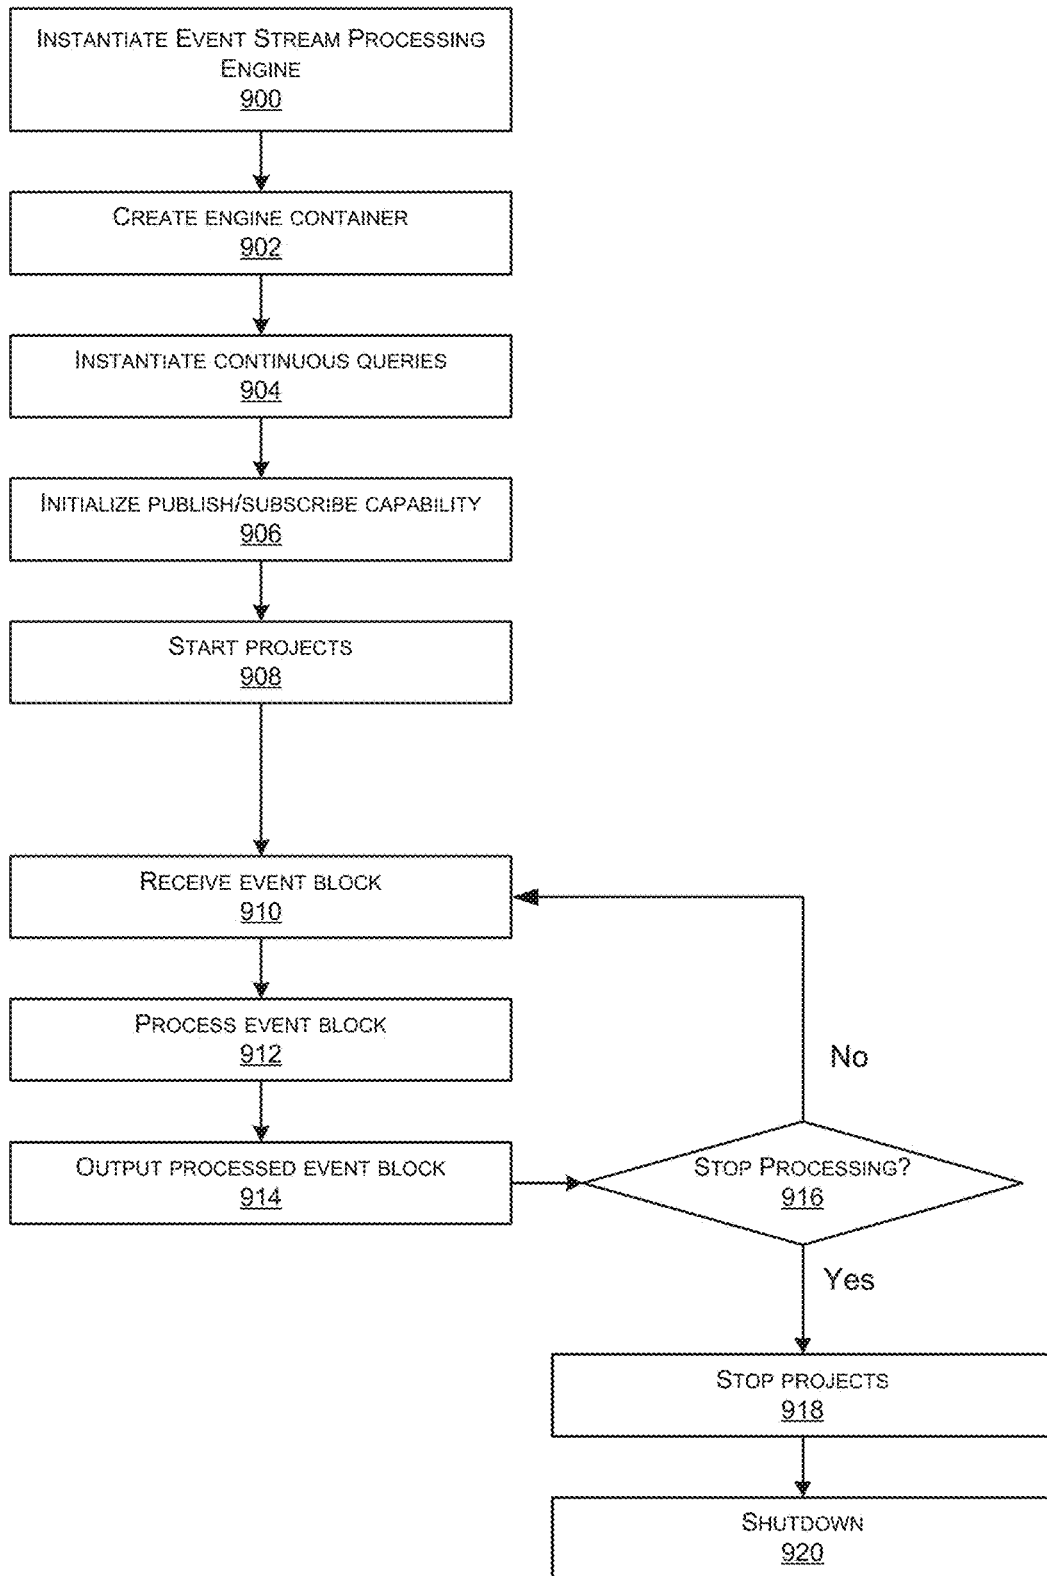 INSTANTIATE EVENT STREAM PROCESSING
ENGINE
900
CREATE ENGINE CONTAINER
902
INSTANTIATE CONTINUOUS QUERIES
904
INITIALIZE PUBLISH/SUBSCRIBE CAPABILITY
906
START PROJECTS
908
RECEIVE EVENT BLOCK
910
PROCESS EVENT BLOCK
912
No
OUTPUT PROCESSED EVENT BLOCK
914
STOP PROCESSING?
916
Yes
STOP PROJECTS
918
SHUTDOWN
920